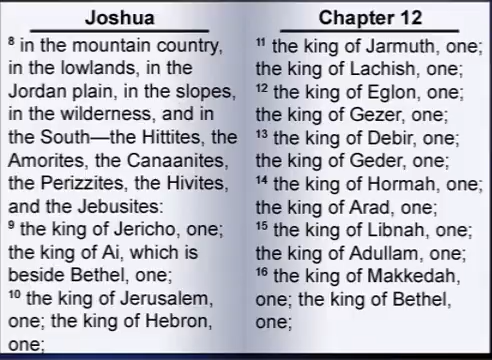 Joshua
⁸ in the mountain country,
in the lowlands, in the
Jordan plain, in the slopes,
in the wilderness, and in
the South—the Hittites, the
Amorites, the Canaanites,
the Perizzites, the Hivites,
and the Jebusites:
⁹ the king of Jericho, one;
the king of Ai, which is
beside Bethel, one;
¹⁰ the king of Jerusalem,
one; the king of Hebron,
one;
Chapter 12
¹¹ the king of Jarmuth, one;
the king of Lachish, one;
¹² the king of Eglon, one;
the king of Gezer, one;
¹³ the king of Debir, one;
the king of Geder, one;
¹⁴ the king of Hormah, one;
the king of Arad, one;
¹⁵ the king of Libnah, one;
the king of Adullam, one;
¹⁶ the king of Makkedah,
one; the king of Bethel,
one;